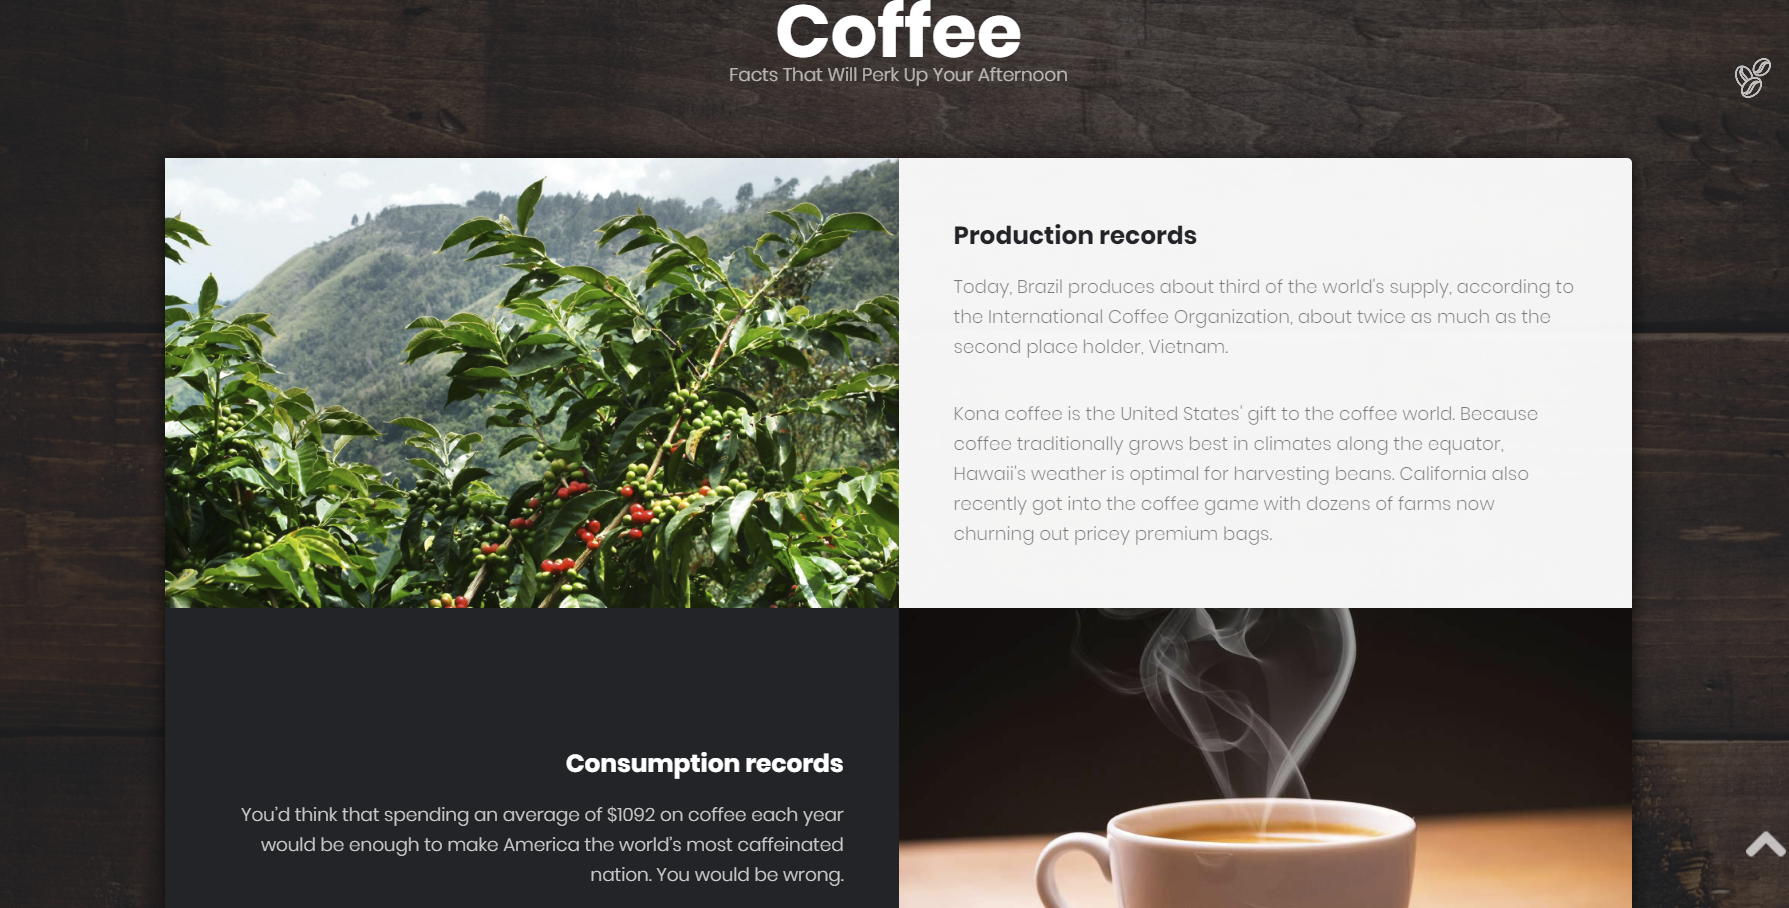 Coffee
Facts That Will Perk Up Your Afternoon
Production records
Today, Brazil produces about third of the world's supply, according to
the International Coffee Organization, about twice as much as the
second place holder, Vietnam.
Kona coffee is the United States' gift to the coffee world. Because
coffee traditionally grows best in climates along the equator,
Hawaii's weather is optimal for harvesting beans. California also
recently got into the coffee game with dozens of farms now
churning out pricey premium bags.
Consumption records
You'd think that spending an average of $1092 on coffee each year
would be enough to make America the world's most caffeinated
nation. You would be wrong.